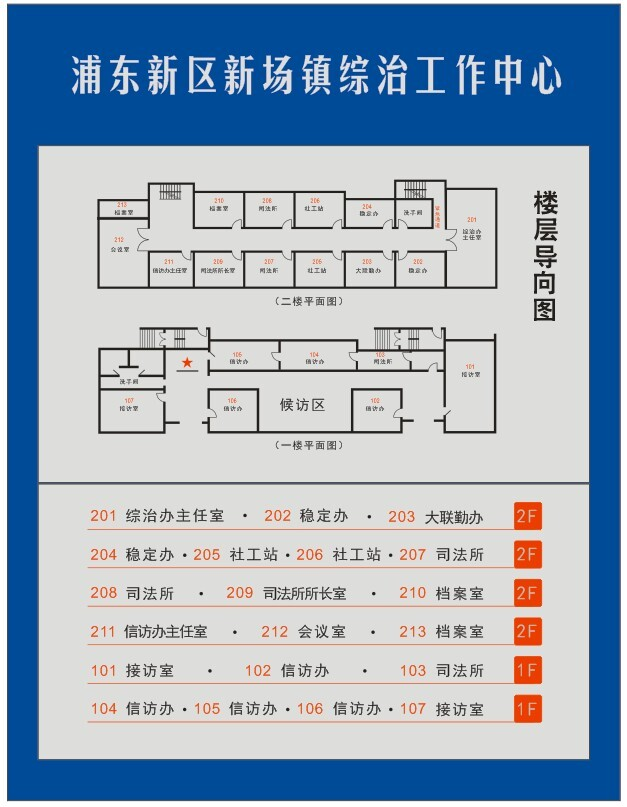 浦东新区新场镇综治工作中心
楼层导向图
213
档案室
210
档案室
208
司法所
206
社工站
204
稳定办
洗手间
紧急通道
201
综治办
主任室
212
会议室
211
信访办主任室
209
司法所所长室
207
司法所
205
社工站
203
大联勤办
202
稳定办
(二楼平面图)
105
信访办
104
信访办
103
司法所
101
接访室
洗手间
107
接访室
106
信访办
候访区
102
信访办
(一楼平面图)
201 综治办主任室 · 202 稳定办 · 203 大联勤办 2F
204 稳定办 · 205 社工站 · 206 社工站 · 207 司法所 2F
208 司法所 · 209 司法所所长室 · 210 档案室 2F
211 信访办主任室 · 212 会议室 · 213 档案室 2F
101 接访室 · 102 信访办 · 103 司法所 1F
104 信访办 · 105 信访办 · 106 信访办 · 107 接访室 1F